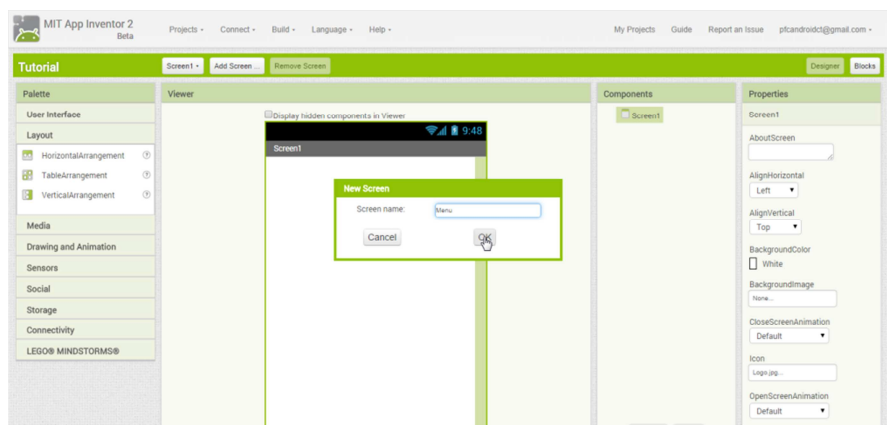 MIT App Inventor 2
Beta
Projects Connect Build Language Help
My Projects Guide Report an Issue pfcandroidct@gmail.com
Tutorial Screen1 Add Screen ... Remove Screen Designer Blocks
Palette
User Interface
Layout
HorizontalArrangement
TableArrangement
VerticalArrangement
Media
Drawing and Animation
Sensors
Social
Storage
Connectivity
LEGO® MINDSTORMS®
Viewer
Display hidden components in Viewer
9:48
Screen1
New Screen
Screen name: Menu
Cancel OK
Components
Screen1
Properties
Screen1
AboutScreen
AlignHorizontal
Left
AlignVertical
Top
BackgroundColor
White
BackgroundImage
None...
CloseScreenAnimation
Default
Icon
Logo.jpg...
OpenScreenAnimation
Default